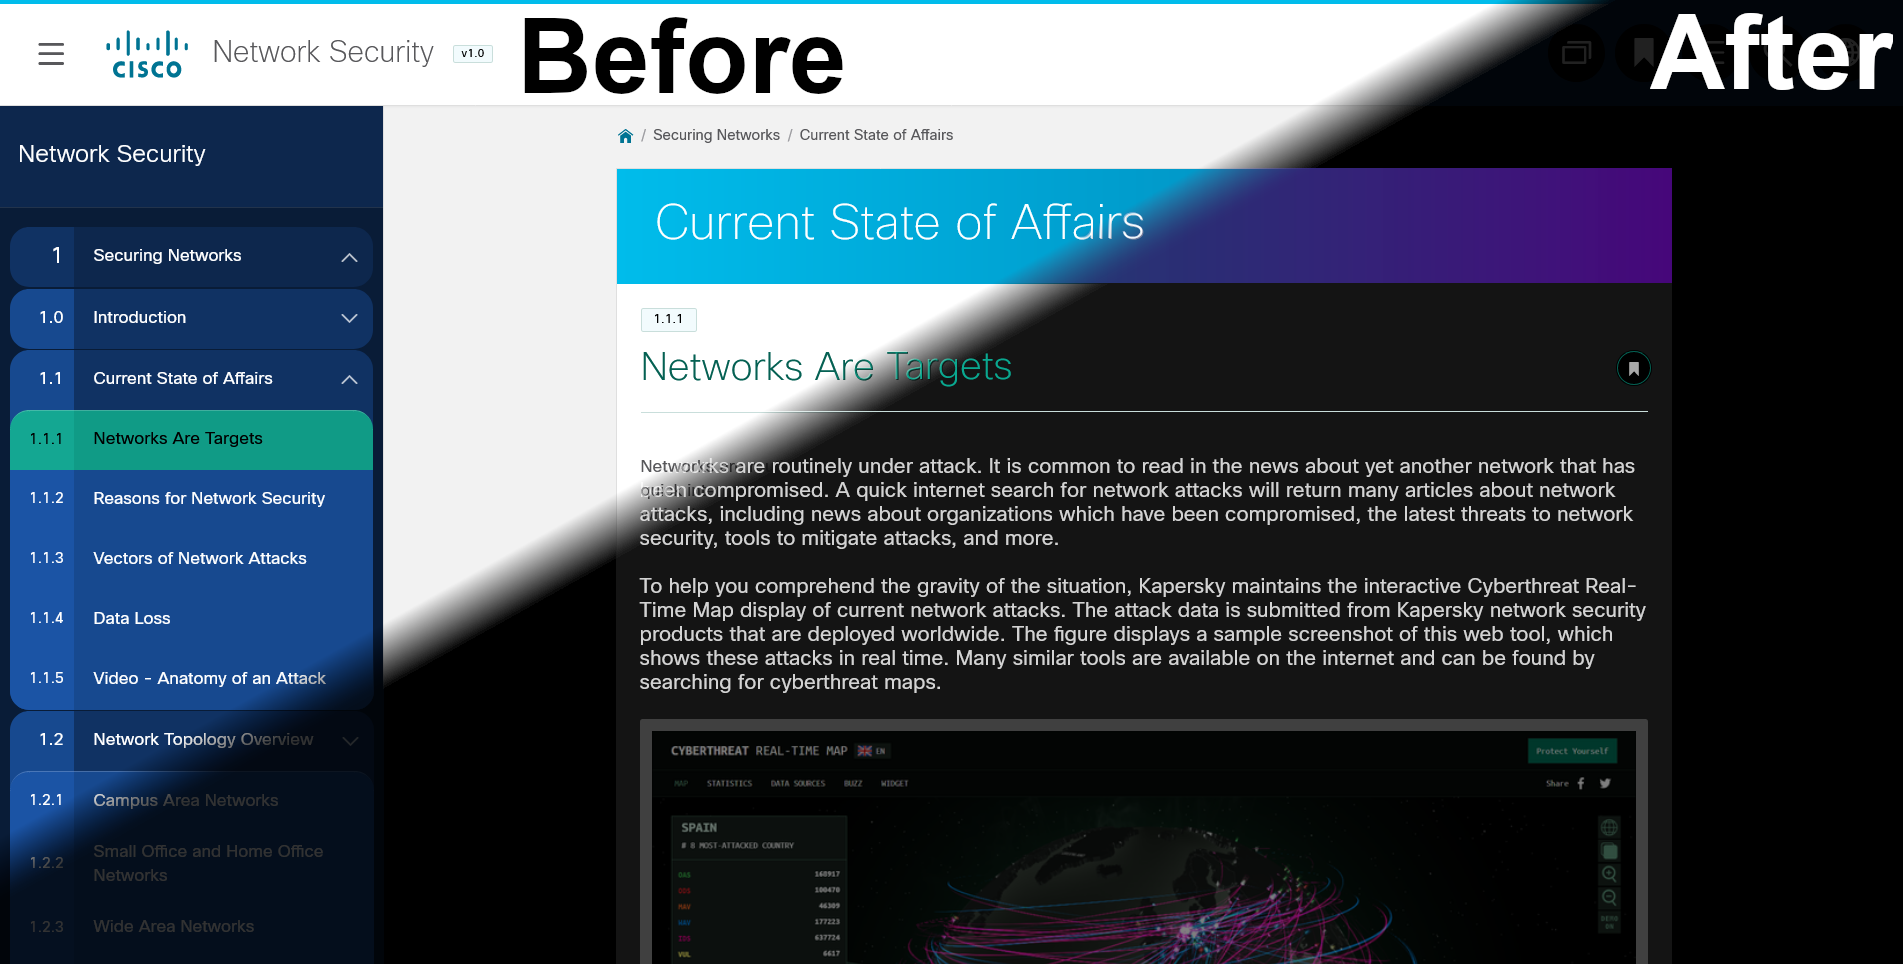 Before
After
cisco
Network Security
v1.0
Network Security
1 Securing Networks
1.0 Introduction
1.1 Current State of Affairs
1.1.1 Networks Are Targets
1.1.2 Reasons for Network Security
1.1.3 Vectors of Network Attacks
1.1.4 Data Loss
1.1.5 Video - Anatomy of an Attack
1.2 Network Topology Overview
1.2.1 Campus Area Networks
1.2.2 Small Office and Home Office
Networks
1.2.3 Wide Area Networks
/ Securing Networks / Current State of Affairs
Current State of Affairs
1.1.1
Networks Are Targets
Networks are routinely under attack. It is common to read in the news about yet another network that has
been compromised. A quick internet search for network attacks will return many articles about network
attacks, including news about organizations which have been compromised, the latest threats to network
security, tools to mitigate attacks, and more.
To help you comprehend the gravity of the situation, Kapersky maintains the interactive Cyberthreat Real-
Time Map display of current network attacks. The attack data is submitted from Kapersky network security
products that are deployed worldwide. The figure displays a sample screenshot of this web tool, which
shows these attacks in real time. Many similar tools are available on the internet and can be found by
searching for cyberthreat maps.
CYBERTHREAT REAL-TIME MAP EN
Protect Yourself
MAP STATISTICS DATA SOURCES BUZZ WIDGET
Share
SPAIN
# 8 MOST-ATTACKED COUNTRY
OAS 168917
ODS 100470
MAV 46309
WAV 177223
IDS 637724
VUL 6617
DEMO
ON